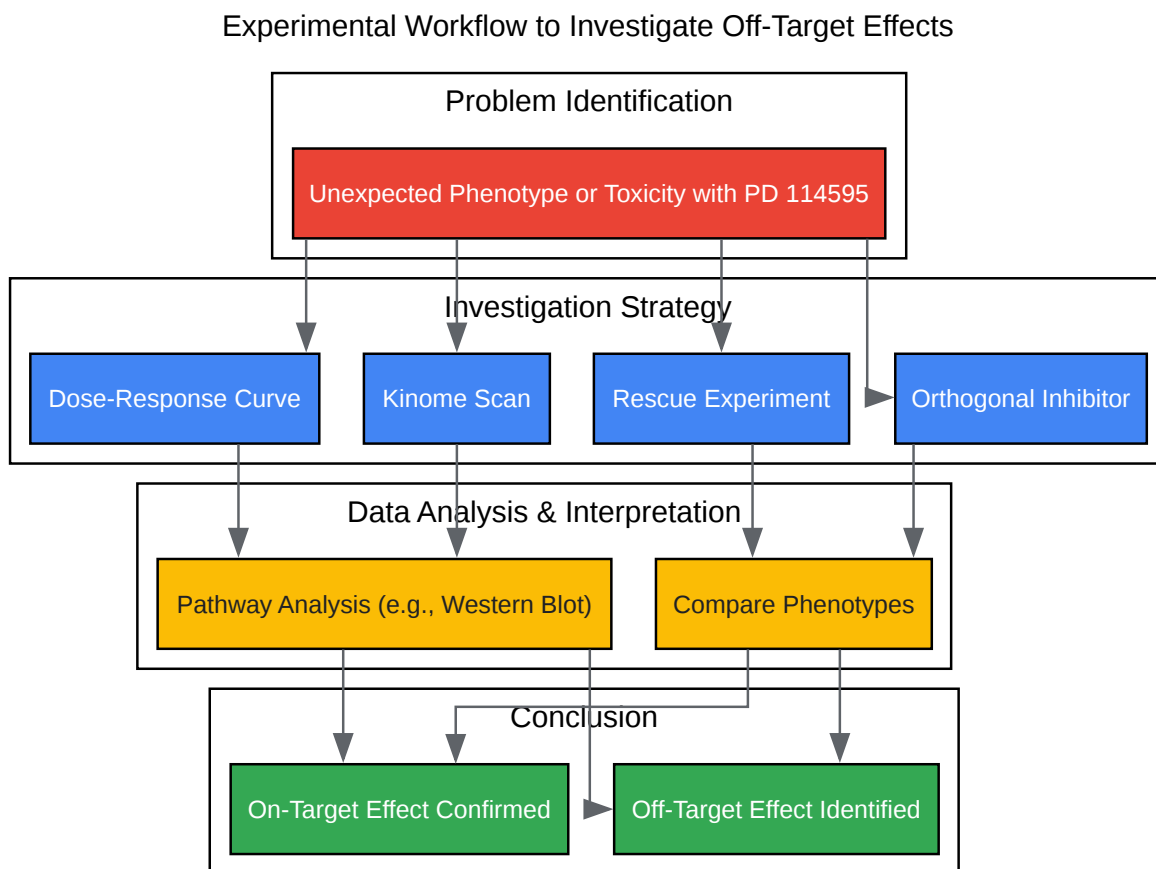 Experimental Workflow to Investigate Off-Target Effects
Problem Identification
Unexpected Phenotype or Toxicity with PD 114595
Investigation Strategy
Dose-Response Curve
Kinome Scan
Rescue Experiment
Orthogonal Inhibitor
Data Analysis & Interpretation
Pathway Analysis (e.g., Western Blot)
Compare Phenotypes
Conclusion
On-Target Effect Confirmed
Off-Target Effect Identified